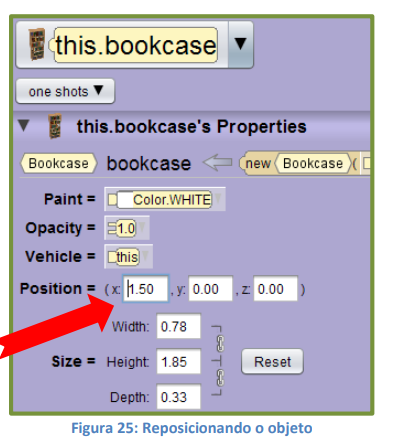 this.bookcase ▼
one shots ▼
▼ this.bookcase's Properties
Bookcase bookcase new Bookcase (
Paint = Color.WHITE
Opacity = 1.0
Vehicle = this
Position = (x: 1.50 , y: 0.00 , z: 0.00 )
Width: 0.78
Size = Height: 1.85 Reset
Depth: 0.33
Figura 25: Reposicionando o objeto